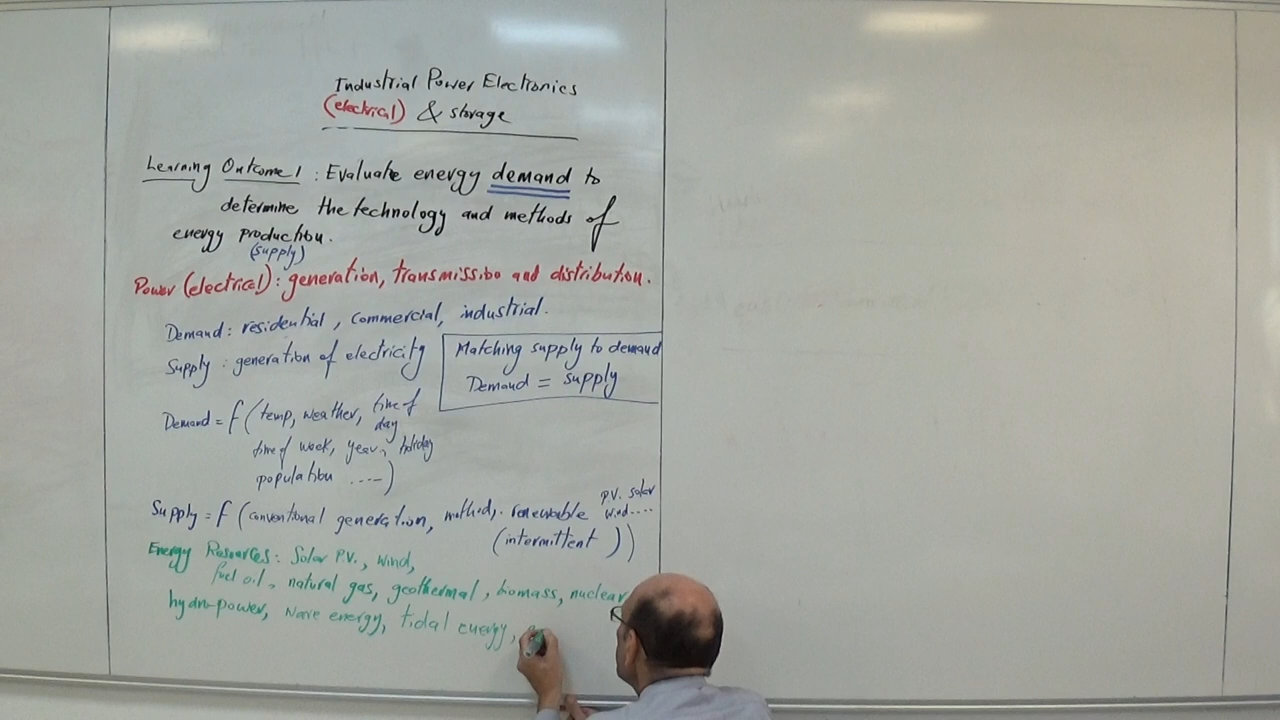 Industrial Power Electronics
(electrical) & storage
Learning Outcome 1 : Evaluate energy demand to
determine the technology and methods of
energy production.
(supply)
Power (electrical): generation, transmission and distribution.
Demand: residential, commercial, industrial.
Supply: generation of electricity
Matching supply to demand
Demand = supply
Demand = f (temp, weather, time of
day
time of week, year, holiday
population ....)
Supply = f (conventional generation, method, renewable P.V. solar
wind....
(intermittent))
Energy Resources: Solar P.V., wind,
fuel oil, natural gas, geothermal, biomass, nuclear
hydro-power, wave energy, tidal energy,